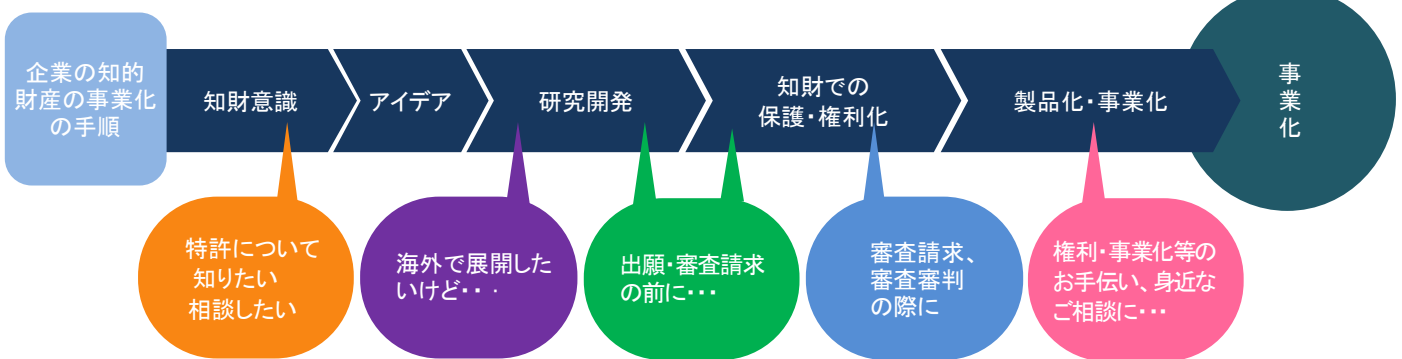 企業の知的
財産の事業化
の手順
知財意識
アイデア
研究開発
知財での
保護・権利化
製品化・事業化
事
業
化
特許について
知りたい
相談したい
海外で展開した
いけど・・・
出願・審査請求
の前に・・・
審査請求、
審査審判
の際に
権利・事業化等の
お手伝い、身近な
ご相談に・・・